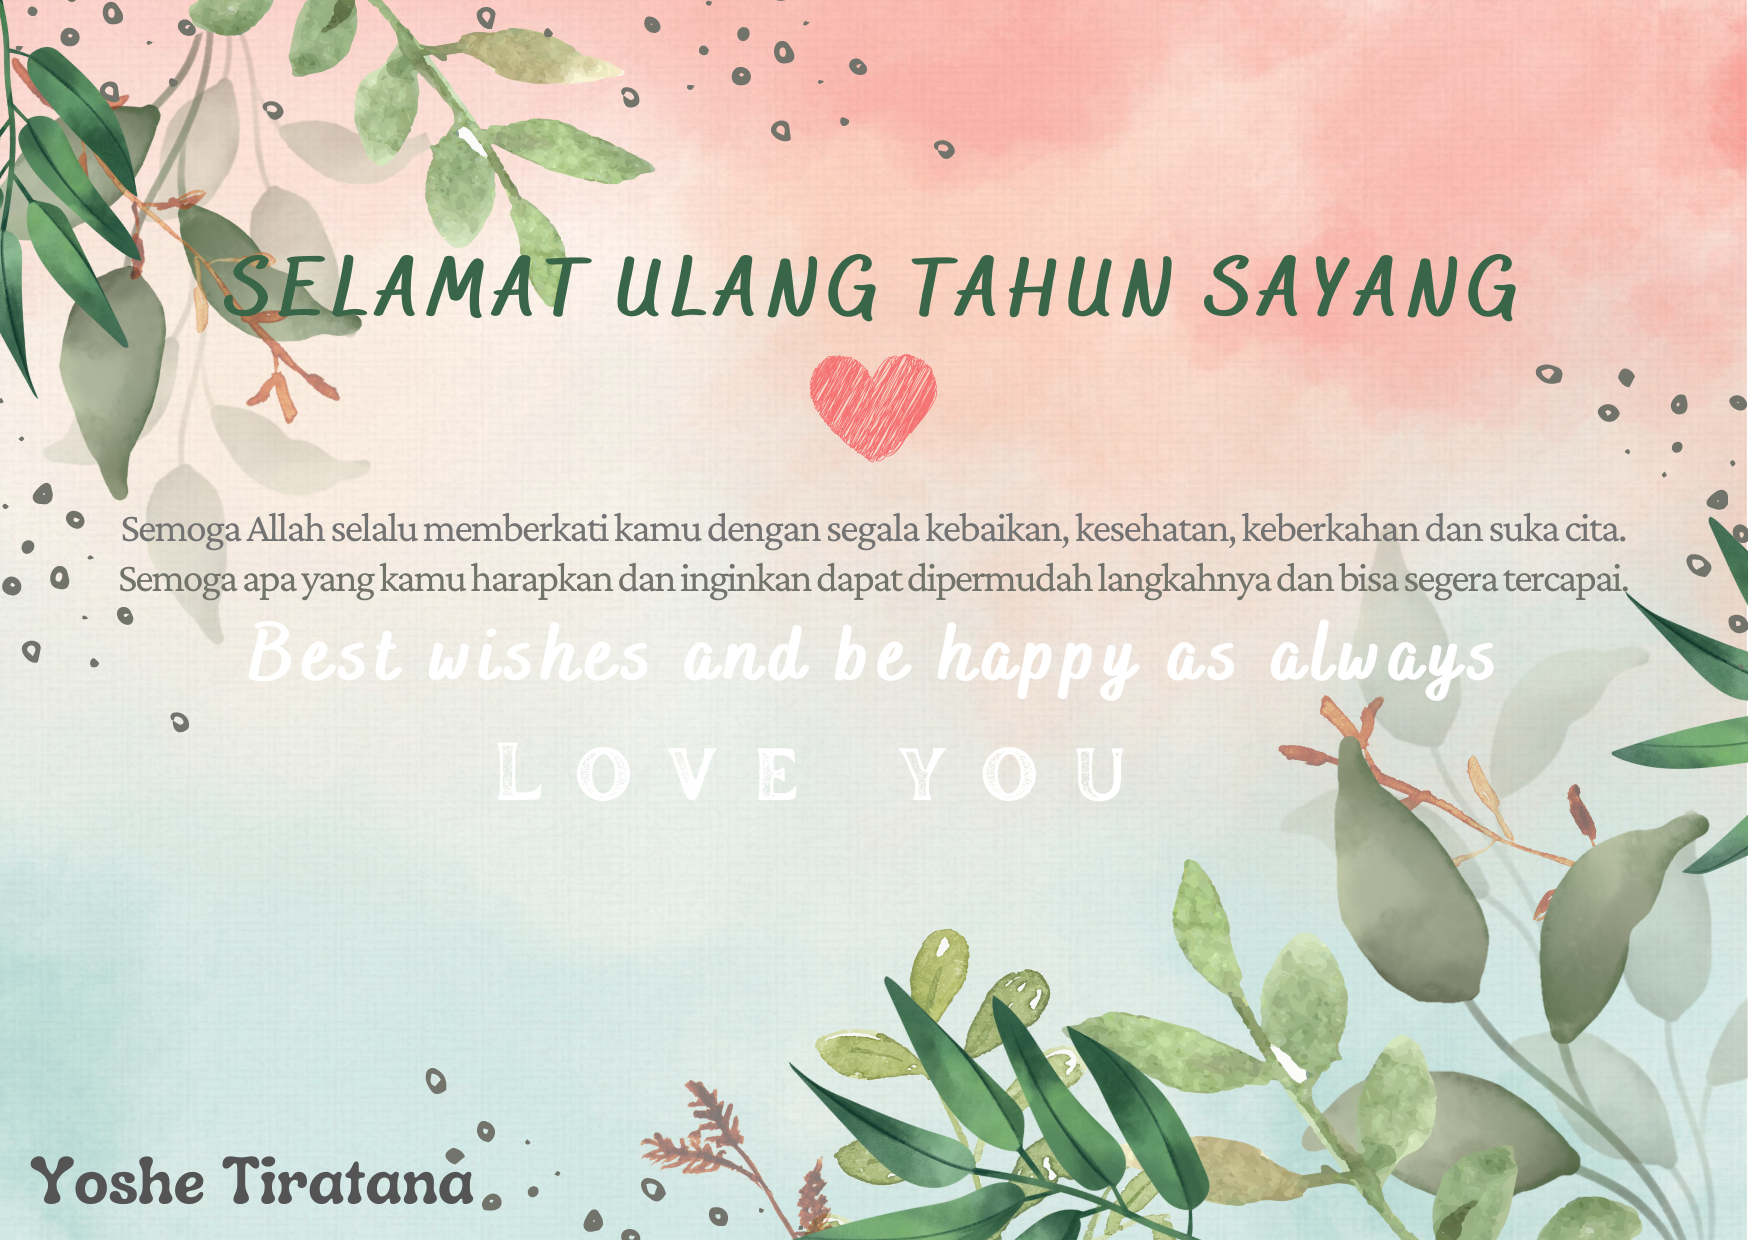 SELAMAT ULANG TAHUN SAYANG
Semoga Allah selalu memberkati kamu dengan segala kebaikan, kesehatan, keberkahan dan suka cita.
Semoga apa yang kamu harapkan dan inginkan dapat dipermudah langkahnya dan bisa segera tercapai.
Best wishes and be happy as always
LOVE YOU
Yoshe Tiratana